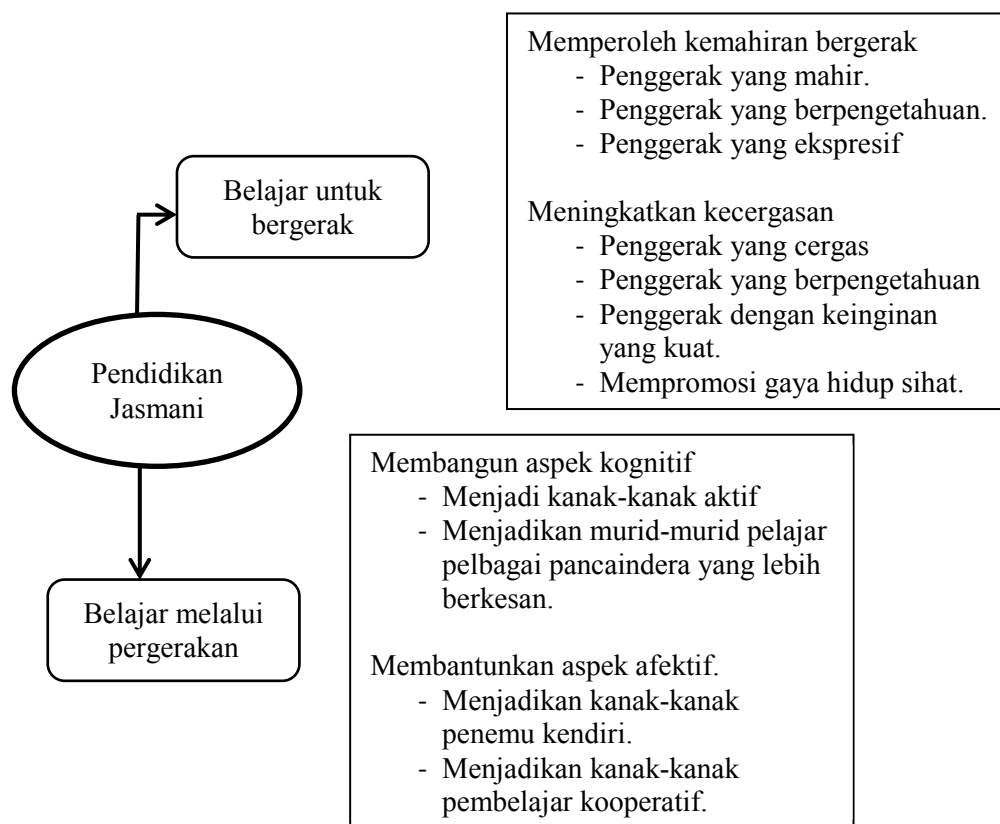 Memperoleh kemahiran bergerak
- Penggerak yang mahir.
- Penggerak yang berpengetahuan.
- Penggerak yang ekspresif
Meningkatkan kecergasan
- Penggerak yang cergas
- Penggerak yang berpengetahuan
- Penggerak dengan keinginan
yang kuat.
- Mempromosi gaya hidup sihat.
Belajar untuk
bergerak
Pendidikan
Jasmani
Belajar melalui
pergerakan
Membangun aspek kognitif
- Menjadi kanak-kanak aktif
- Menjadikan murid-murid pelajar
pelbagai pancaindera yang lebih
berkesan.
Membantunkan aspek afektif.
- Menjadikan kanak-kanak
penemu kendiri.
- Menjadikan kanak-kanak
pembelajar kooperatif.